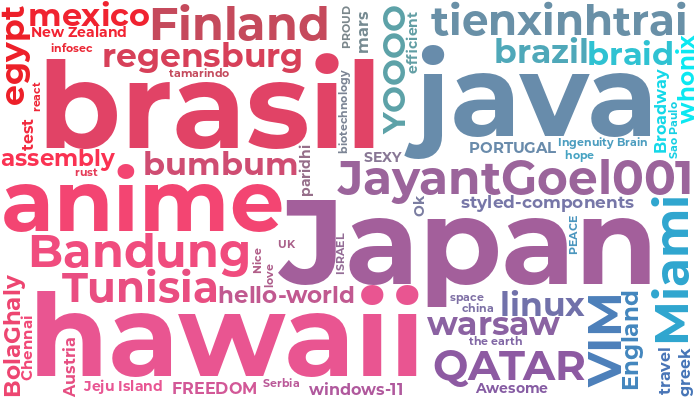 egypt
mexico
New Zealand
infosec
react
test
Finland
regensburg
tamarindo
PROUD
mars
YOOOO
efficient
tienxinhtrai
brazil
braid
whonix
Broadway
Sao Paulo
brasil
java
biotechnology
assembly
rust
bumbum
paridhi
SEXY
PORTUGAL
Ingenuity Brain
hope
JayantGoel001
anime
Japan
Ok
styled-components
PEACE
Miami
Bandung
UK
Nice
love
ISRAEL
Tunisia
hello-world
hawaii
space
china
linux
warsaw
the earth
VIM
England
BolaGhaly
Chennai
Austria
Jeju Island
FREEDOM
Serbia
windows-11
QATAR
Awesome
travel
greek